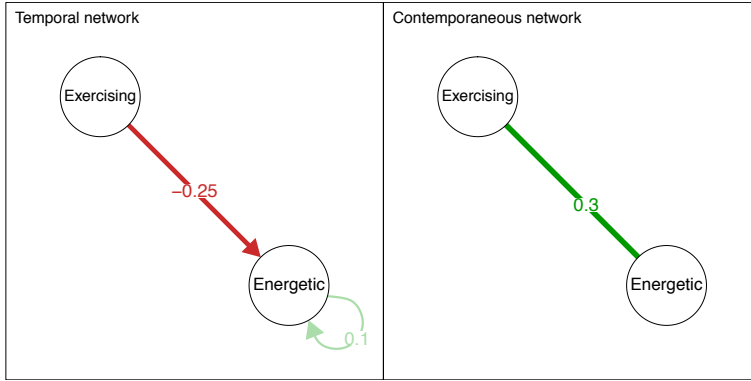 Temporal network
Exercising
−0.25
Energetic
0.1
Contemporaneous network
Exercising
0.3
Energetic